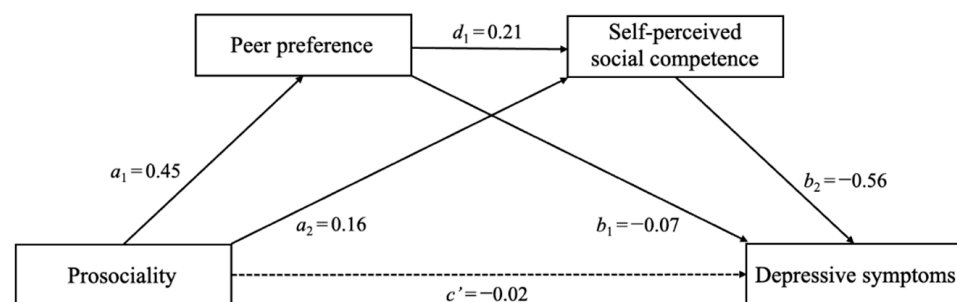 Peer preference
d₁ = 0.21
Self-perceived
social competence
a₁ = 0.45
a₂ = 0.16
b₁ = −0.07
b₂ = −0.56
Prosociality
c’ = −0.02
Depressive symptoms